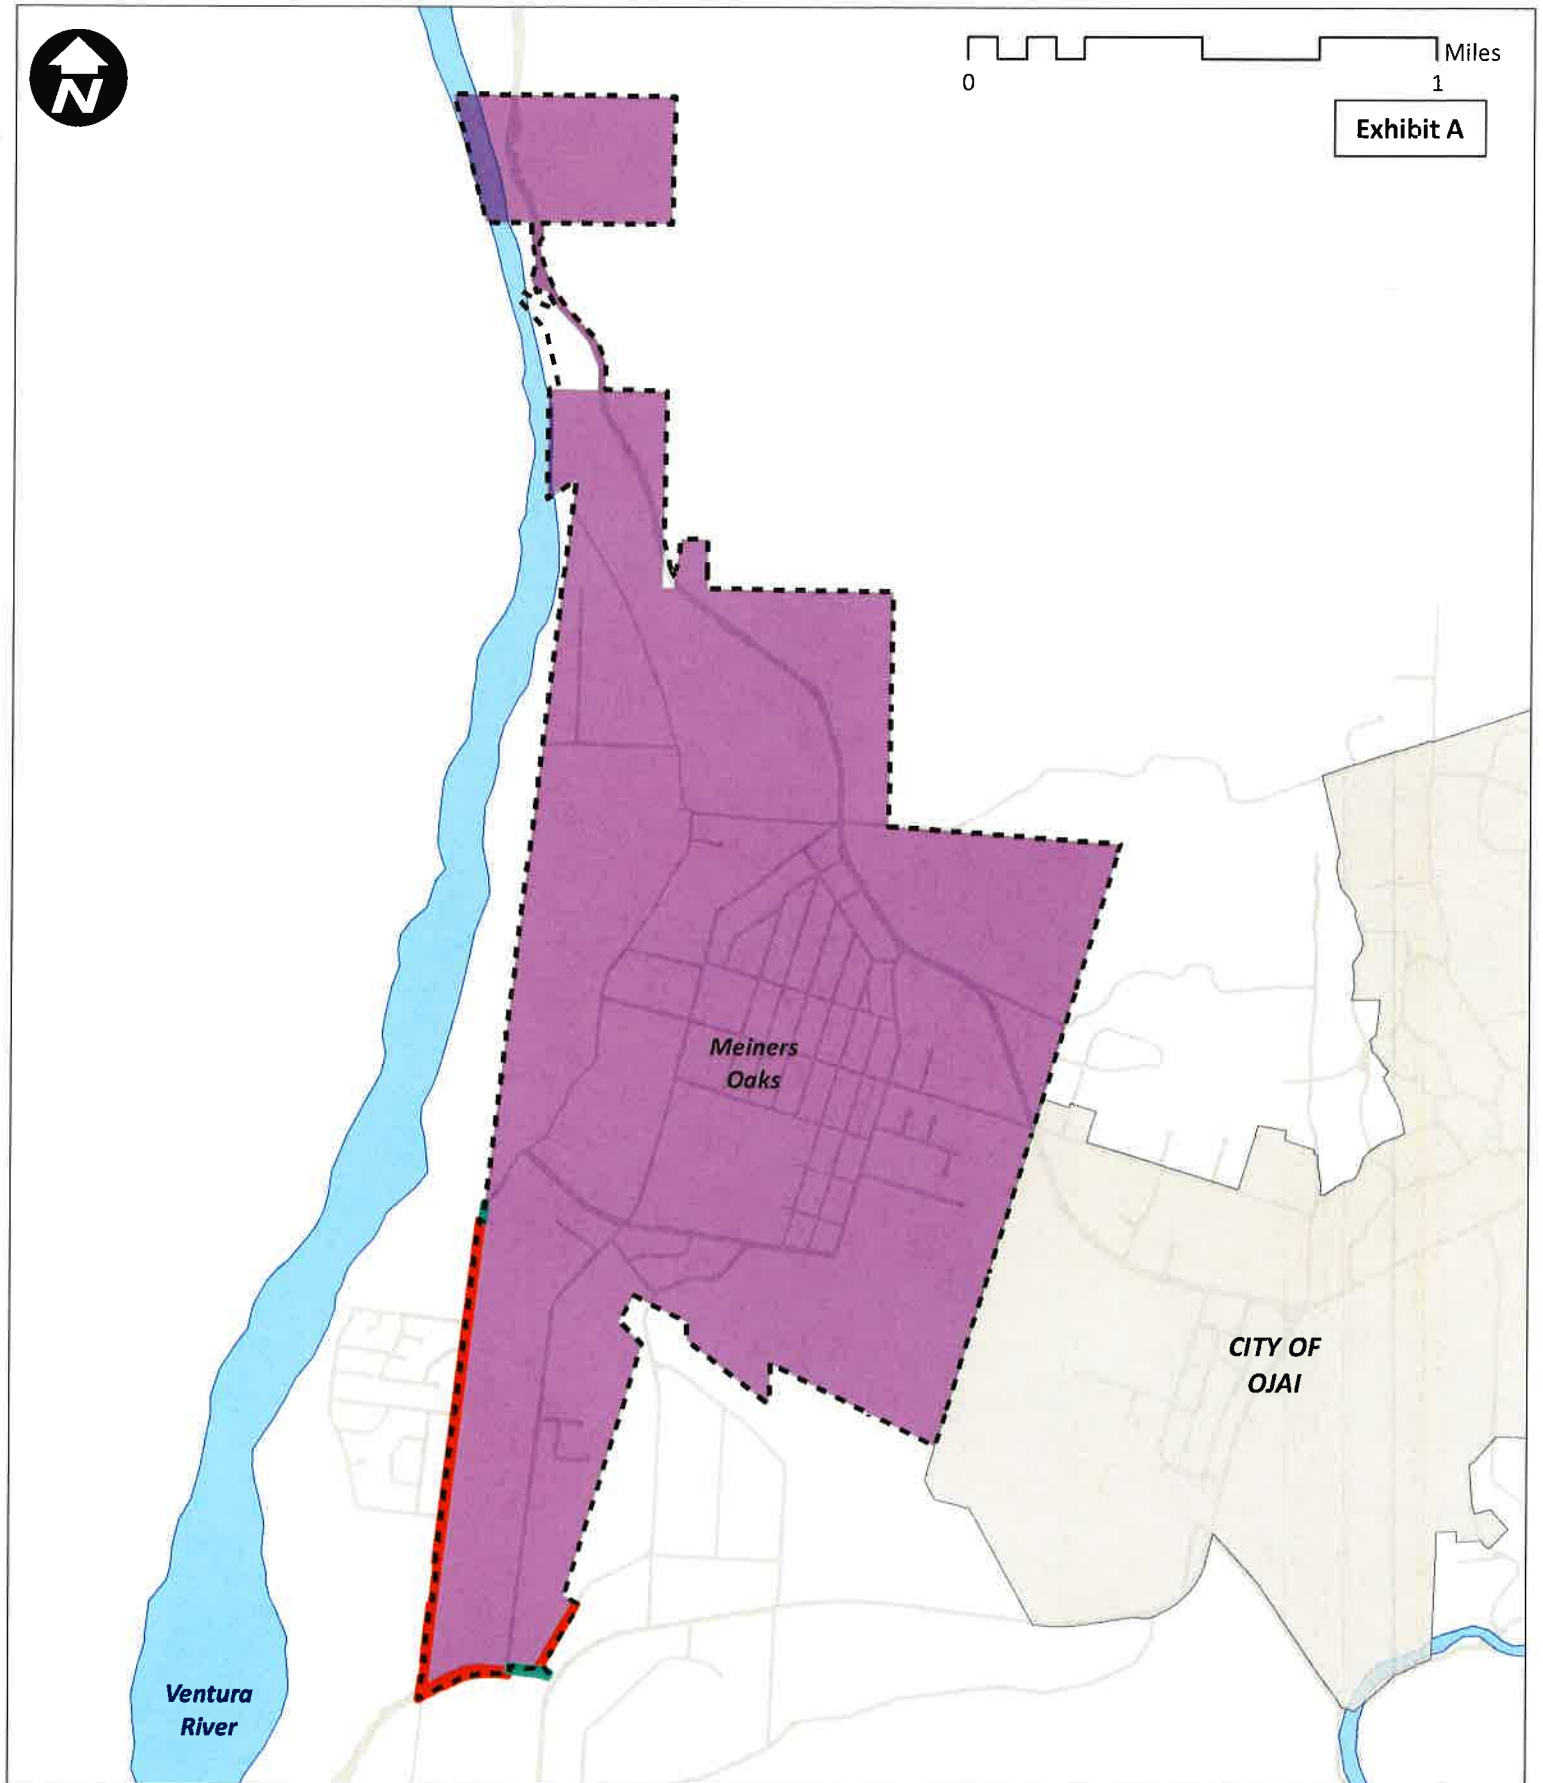 N
Miles
0 1
Exhibit A
Meiners
Oaks
CITY OF
OJAI
Ventura
River